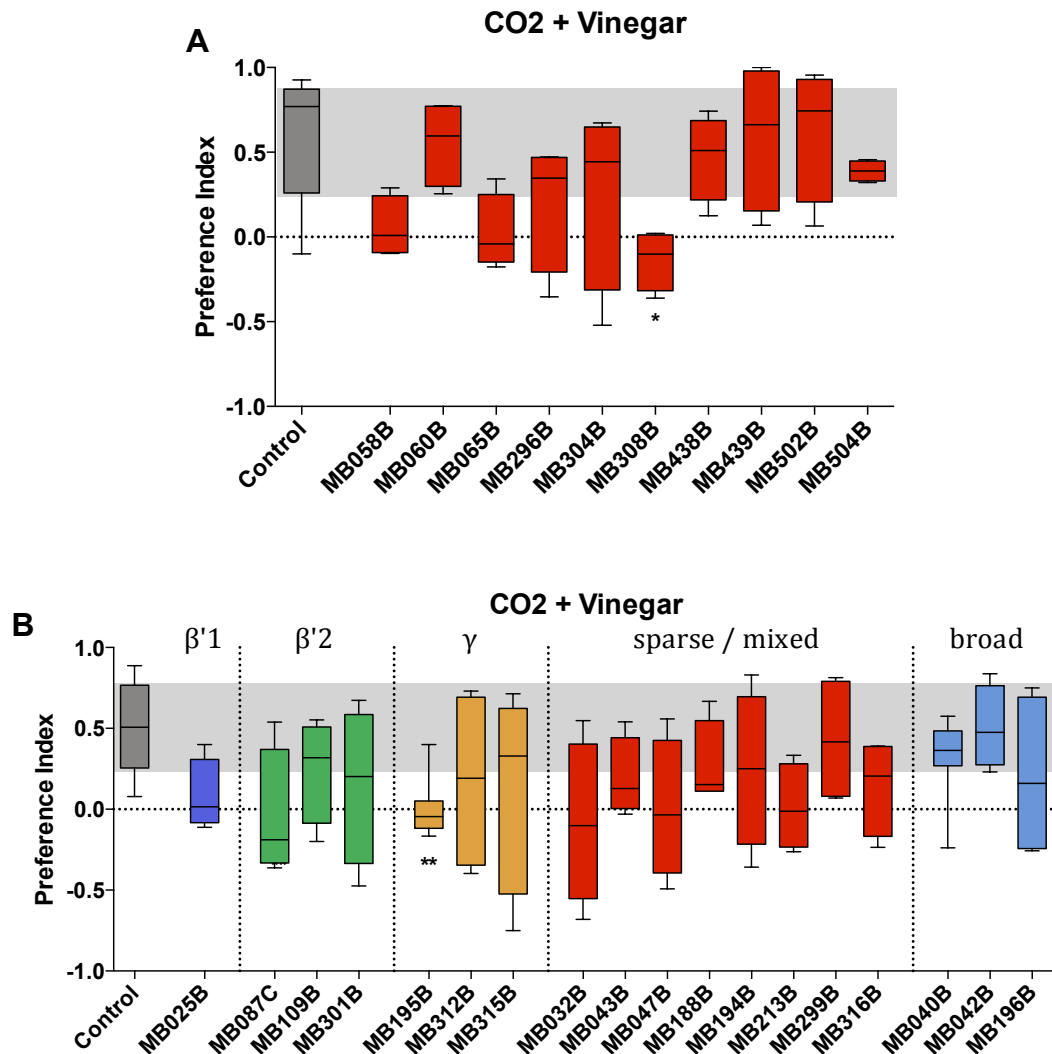 CO2 + Vinegar
A
Preference Index
1.0
0.5
0.0
-0.5
-1.0
*
Control
MB058B
MB060B
MB065B
MB296B
MB304B
MB308B
MB438B
MB439B
MB502B
MB504B
CO2 + Vinegar
B
β'1
β'2
γ
sparse / mixed
broad
Preference Index
1.0
0.5
0.0
-0.5
-1.0
**
Control
MB025B
MB087C
MB109B
MB301B
MB195B
MB312B
MB315B
MB032B
MB043B
MB047B
MB188B
MB194B
MB213B
MB299B
MB316B
MB040B
MB042B
MB196B